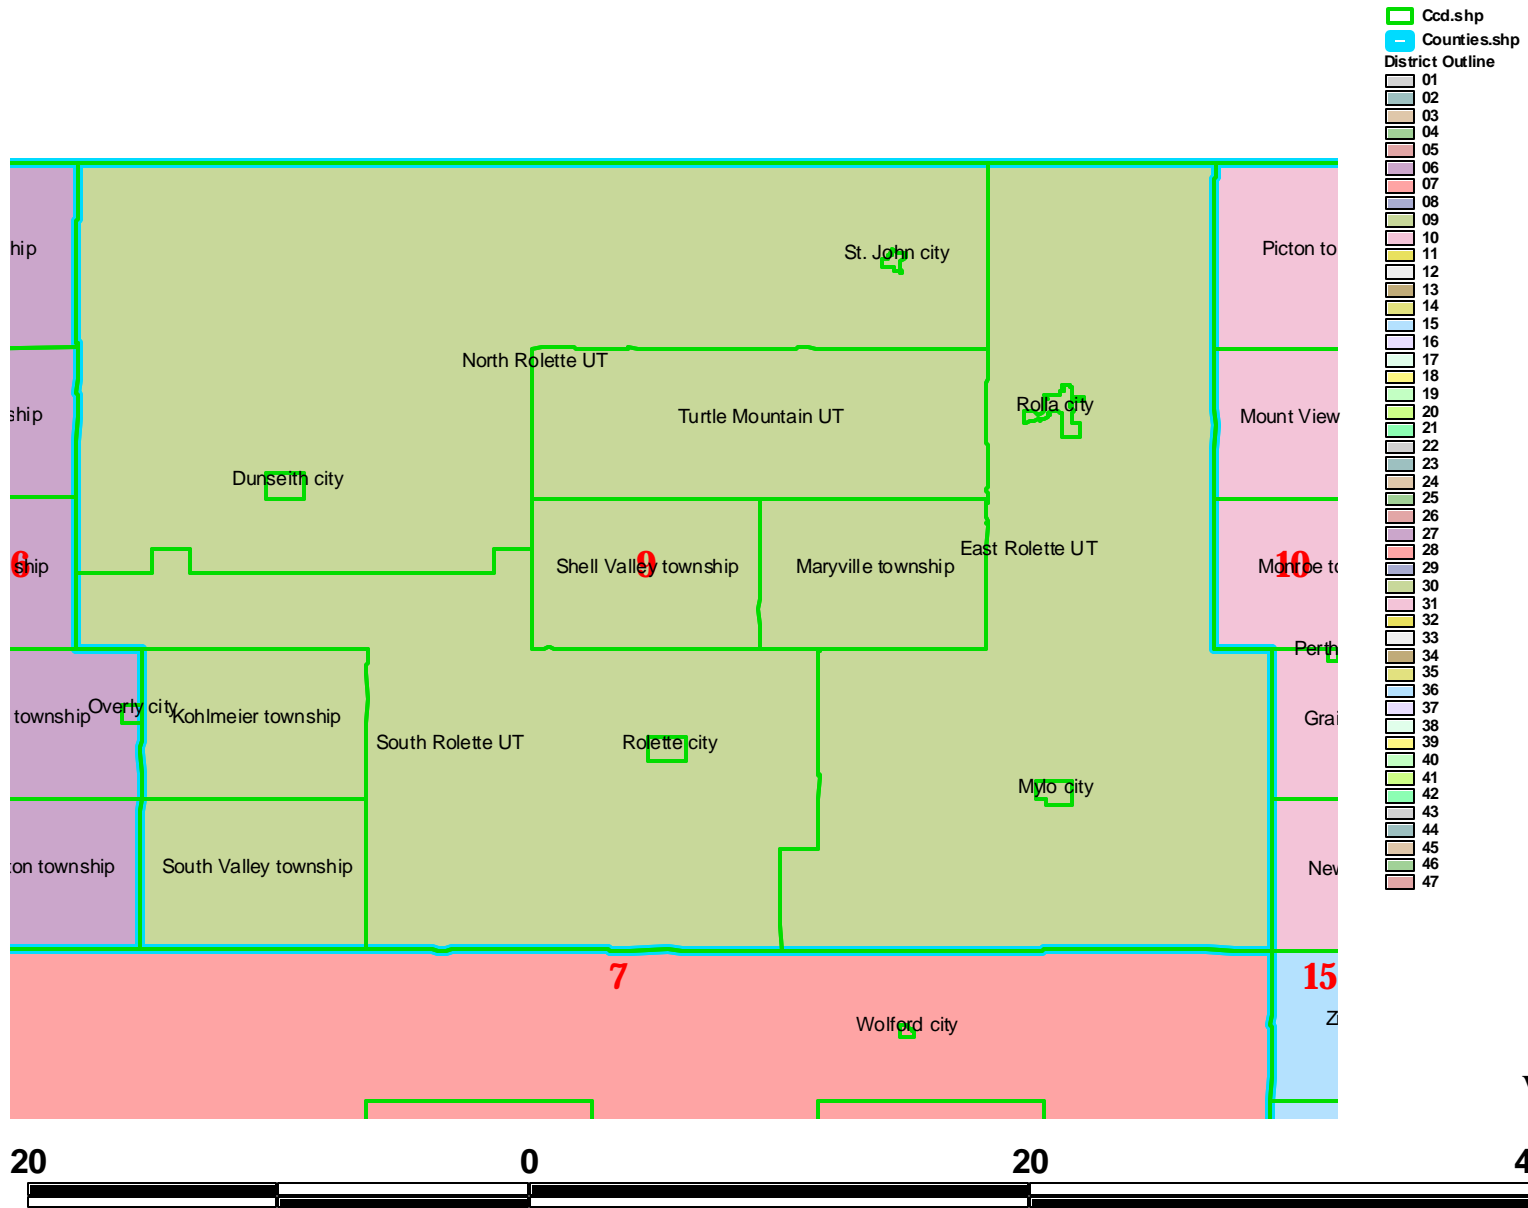 Ccd.shp
Counties.shp
District Outline
01
02
03
04
05
06
07
08
09
10
11
12
13
14
15
16
17
18
19
20
21
22
23
24
25
26
27
28
29
30
31
32
33
34
35
36
37
38
39
40
41
42
43
44
45
46
47
hip
St. John city
Picton to
North Rolette UT
ship
Turtle Mountain UT
Rolla city
Mount View
Dunseith city
6
ship
9
Shell Valley township
Maryville township
East Rolette UT
10
Monroe to
Perth
township
Overly city
Kohlmeier township
South Rolette UT
Rolette city
Grai
Mylo city
ton township
South Valley township
New
7
15
Wolford city
Zi
20
0
20
4